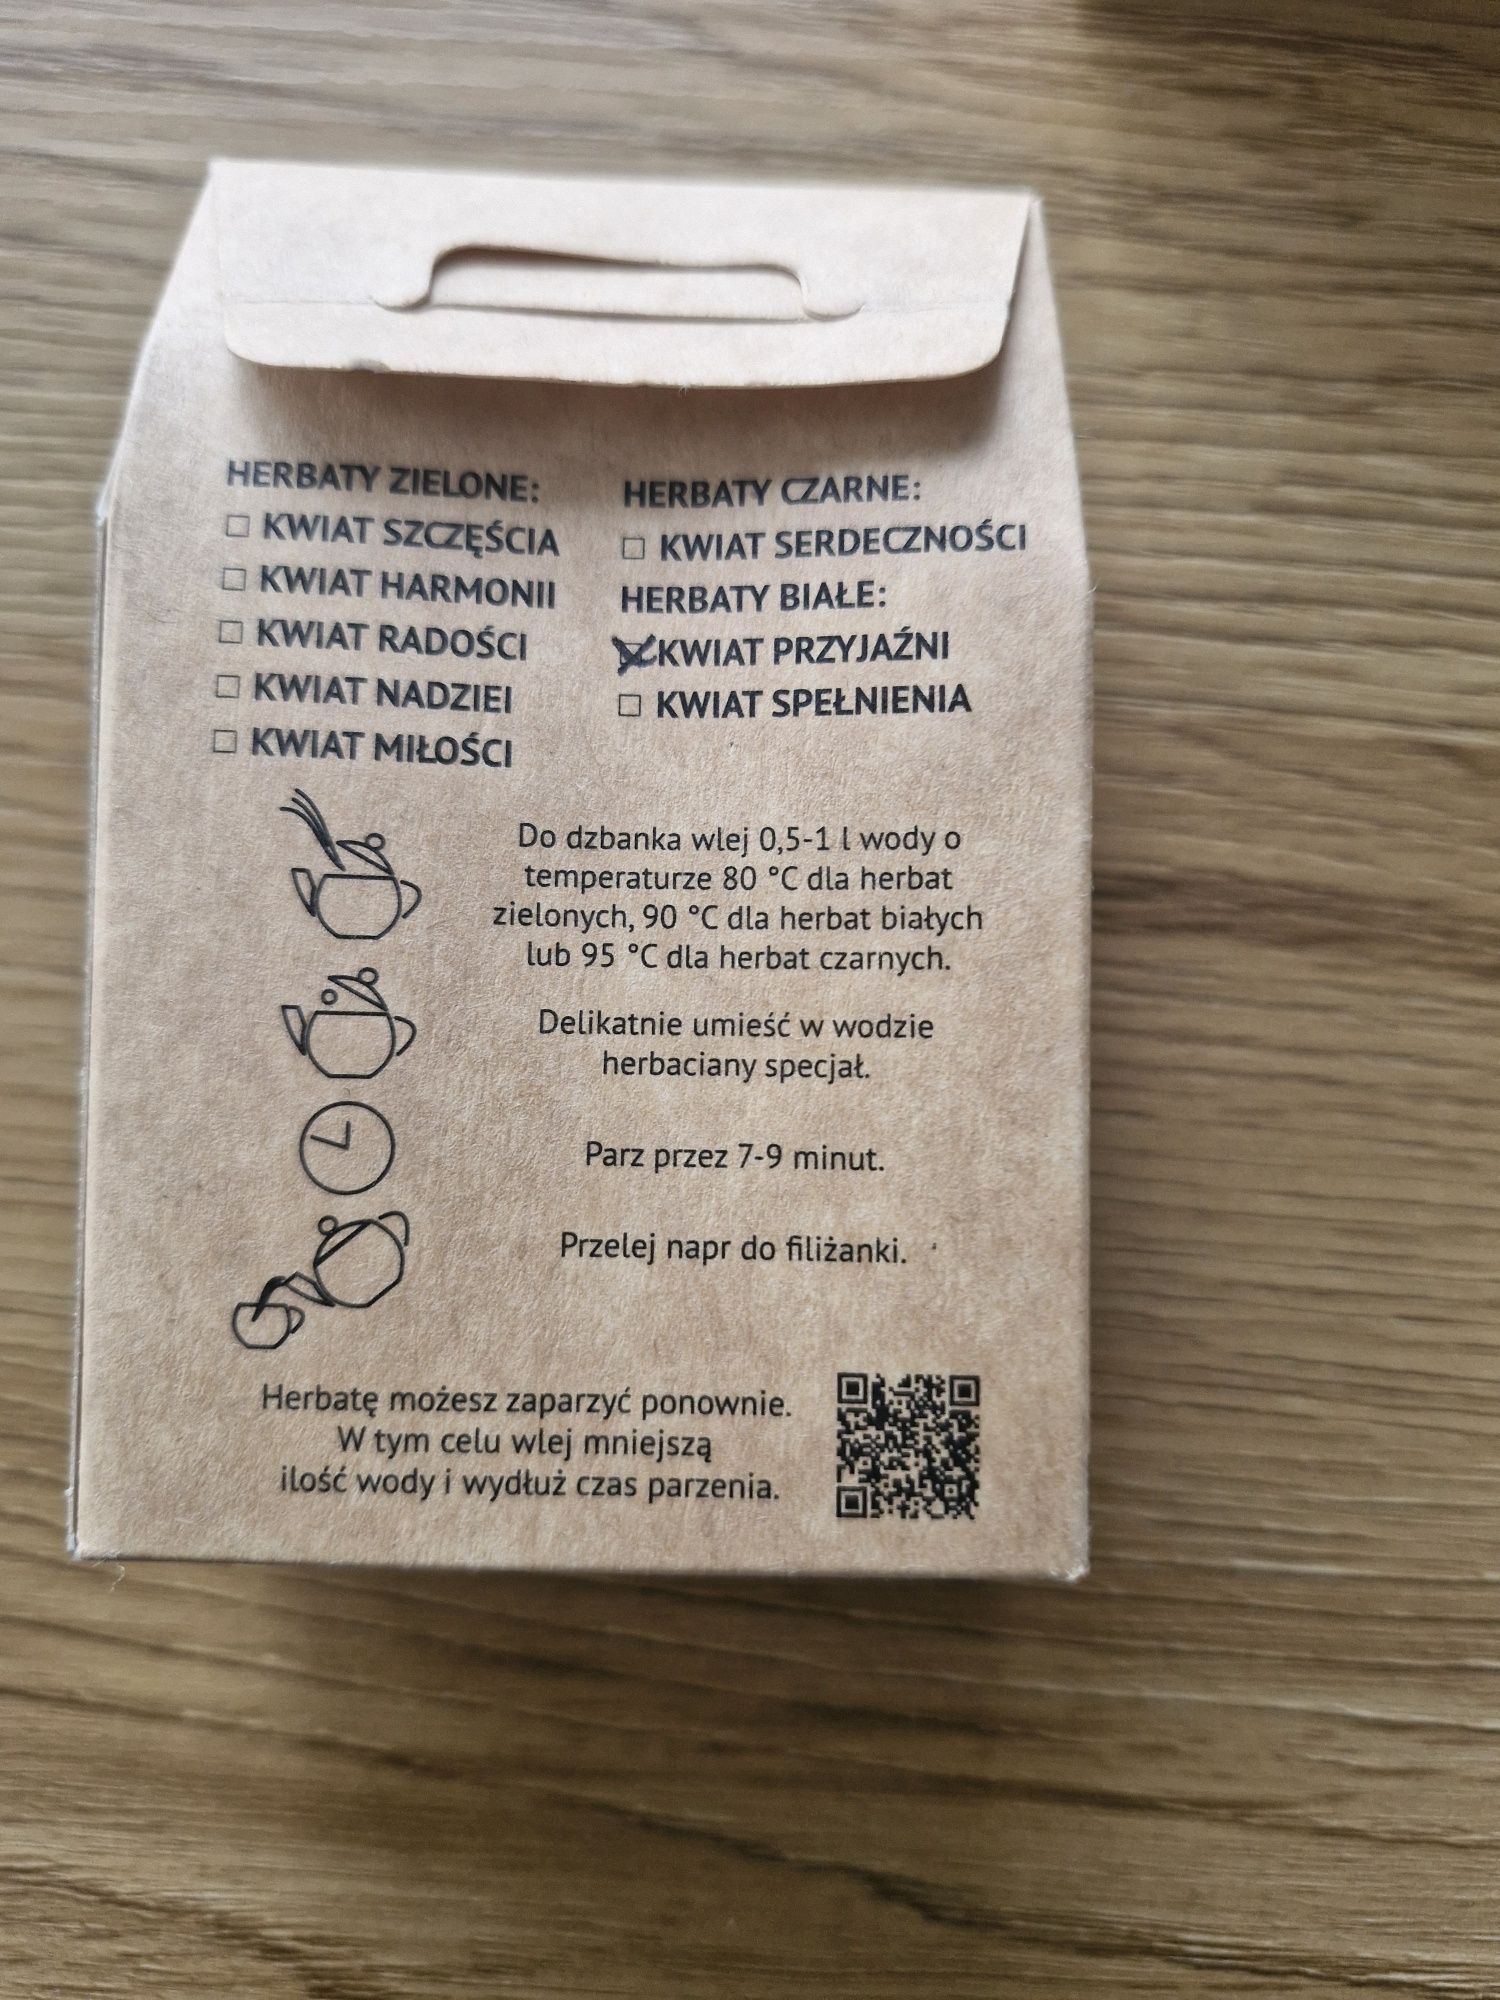 HERBATY ZIELONE:
KWIAT SZCZĘŚCIA
KWIAT HARMONII
KWIAT RADOŚCI
KWIAT NADZIEI
KWIAT MIŁOŚCI
HERBATY CZARNE:
KWIAT SERDECZNOŚCI
HERBATY BIAŁE:
KWIAT PRZYJAŹNI
KWIAT SPEŁNIENIA
Do dzbanka wlej 0,5-1 l wody o
temperaturze 80 °C dla herbat
zielonych, 90 °C dla herbat białych
lub 95 °C dla herbat czarnych.
Delikatnie umieść w wodzie
herbaciany specjał.
Parz przez 7-9 minut.
Przelej napr do filiżanki.
Herbatę możesz zaparzyć ponownie.
W tym celu wlej mniejszą
ilość wody i wydłuż czas parzenia.